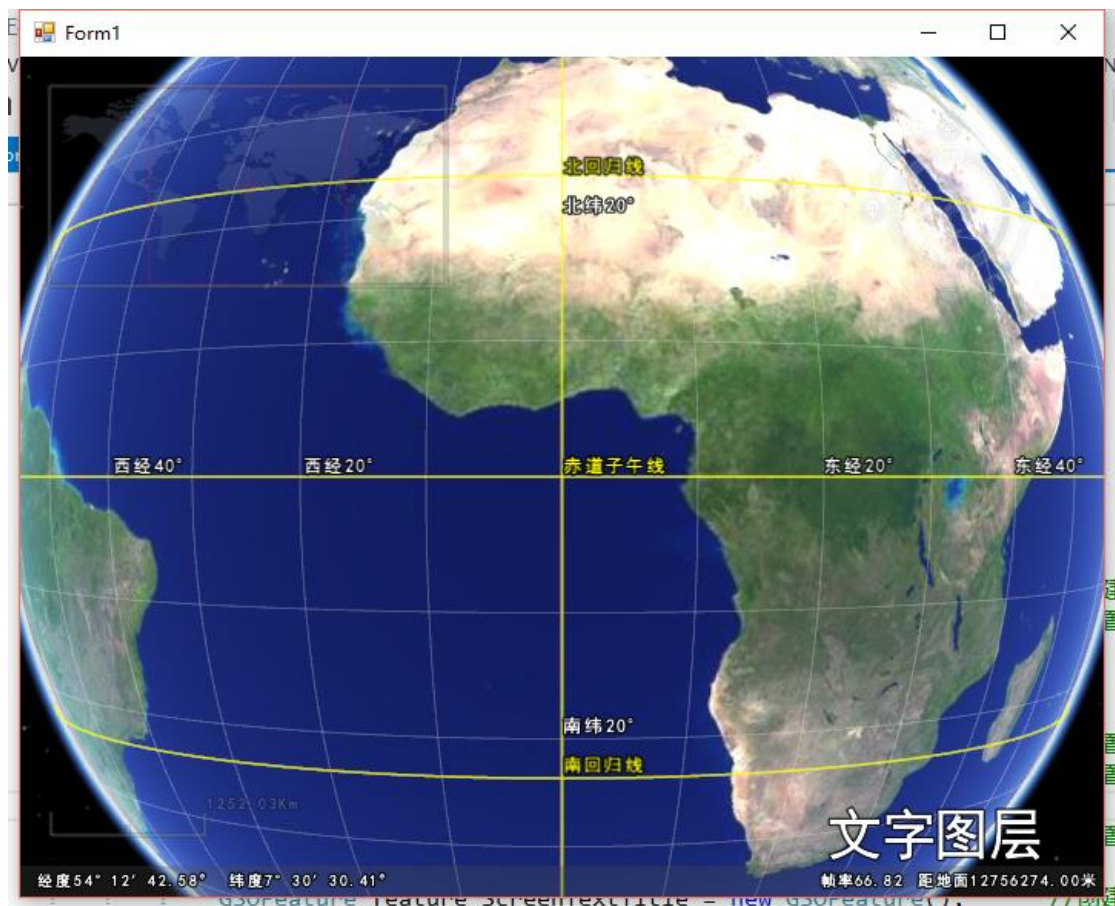 Form1
北回归线
北纬20°
西经40°
西经20°
赤道子午线
东经20°
东经40°
南纬20°
南回归线
1252.03Km
文字图层
经度54° 12′ 42.58″ 纬度7° 30′ 30.41″
帧率66.82 距地面12756274.00米
GSOFeature feature ScreenTextTitle = new GSOFeature();